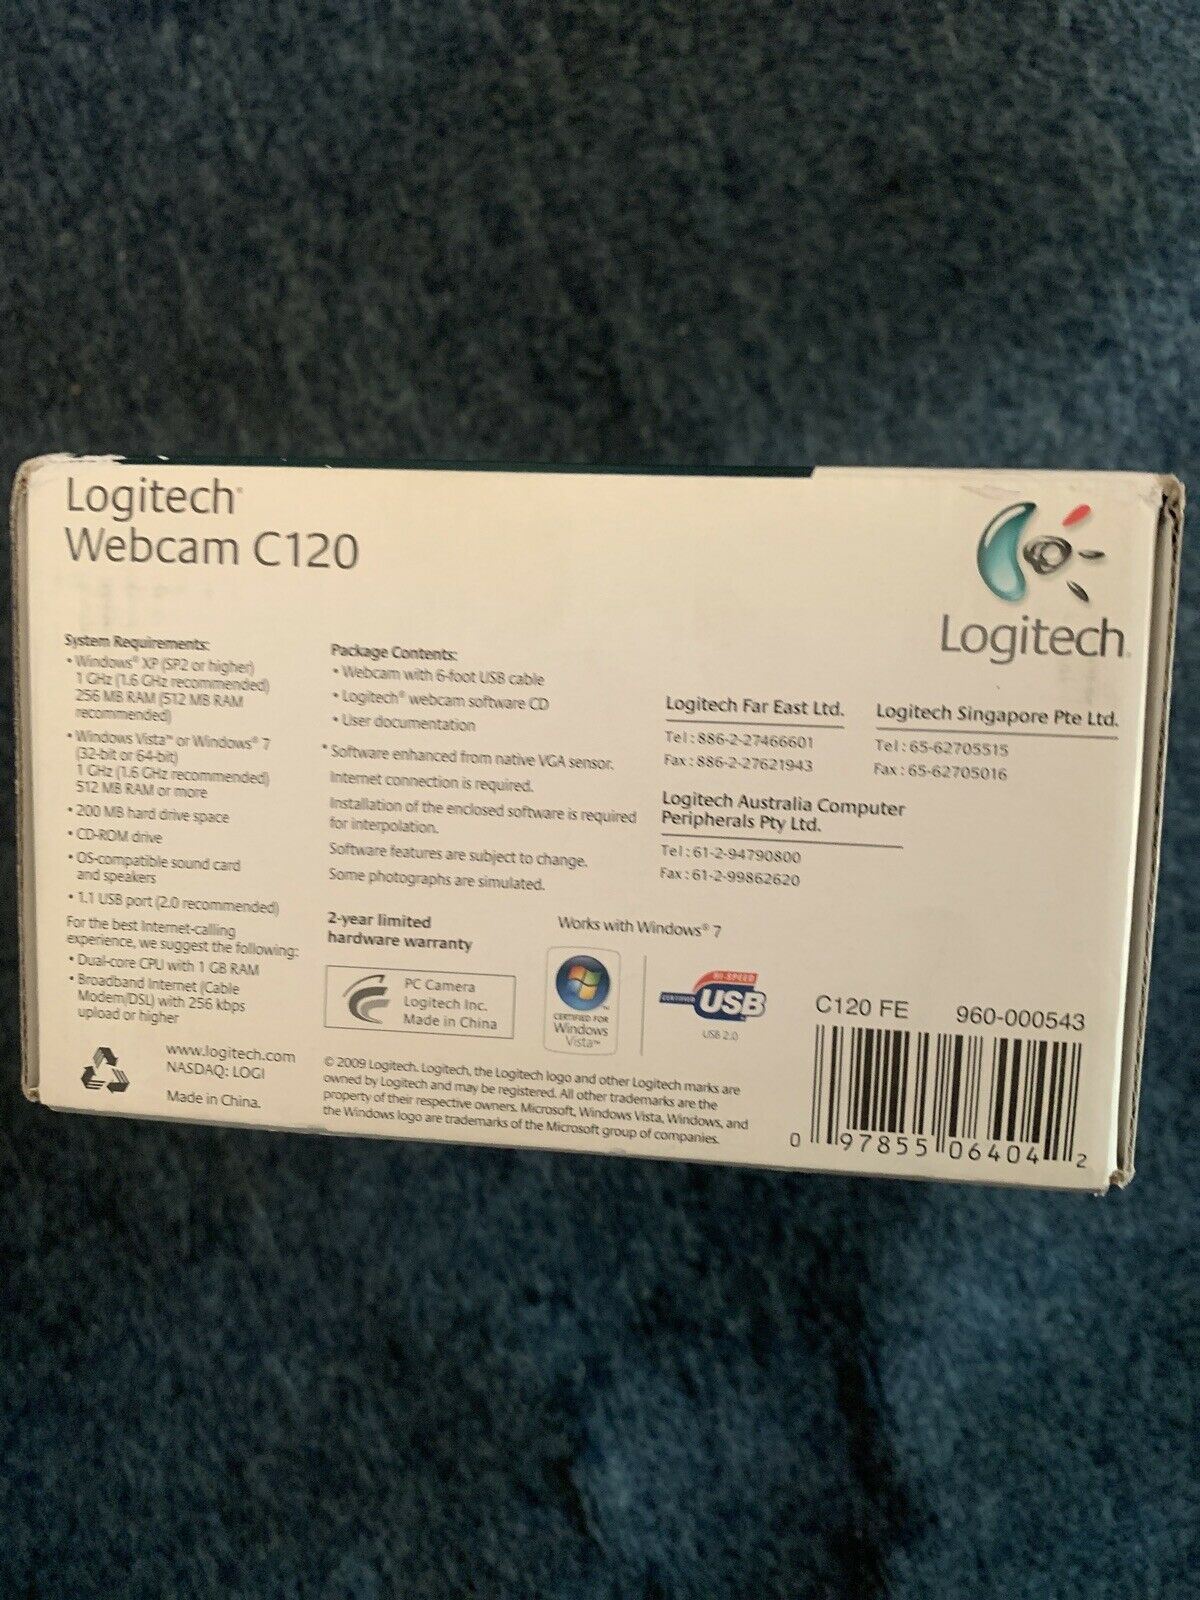 Logitech®
Webcam C120
Logitech®
System Requirements:
• Windows® XP (SP2 or higher)
1 GHz (1.6 GHz recommended)
256 MB RAM (512 MB RAM
recommended)
• Windows Vista™ or Windows® 7
(32-bit or 64-bit)
1 GHz (1.6 GHz recommended)
512 MB RAM or more
• 200 MB hard drive space
• CD-ROM drive
• OS-compatible sound card
and speakers
• 1.1 USB port (2.0 recommended)
For the best Internet-calling
experience, we suggest the following:
• Dual-core CPU with 1 GB RAM
• Broadband Internet (Cable
Modem/DSL) with 256 kbps
upload or higher
www.logitech.com
NASDAQ: LOGI
Made in China.
Package Contents:
• Webcam with 6-foot USB cable
• Logitech® webcam software CD
• User documentation
* Software enhanced from native VGA sensor.
Internet connection is required.
Installation of the enclosed software is required
for interpolation.
Software features are subject to change.
Some photographs are simulated.
2-year limited
hardware warranty
PC Camera
Logitech Inc.
Made in China
Works with Windows® 7
CERTIFIED FOR
Windows
Vista™
HI-SPEED
CERTIFIED
USB
USB 2.0
© 2009 Logitech. Logitech, the Logitech logo and other Logitech marks are
owned by Logitech and may be registered. All other trademarks are the
property of their respective owners. Microsoft, Windows Vista, Windows, and
the Windows logo are trademarks of the Microsoft group of companies.
Logitech Far East Ltd.
Tel : 886-2-27466601
Fax : 886-2-27621943
Logitech Singapore Pte Ltd.
Tel : 65-62705515
Fax : 65-62705016
Logitech Australia Computer
Peripherals Pty Ltd.
Tel : 61-2-94790800
Fax : 61-2-99862620
C120 FE 960-000543
0 97855 06404 2